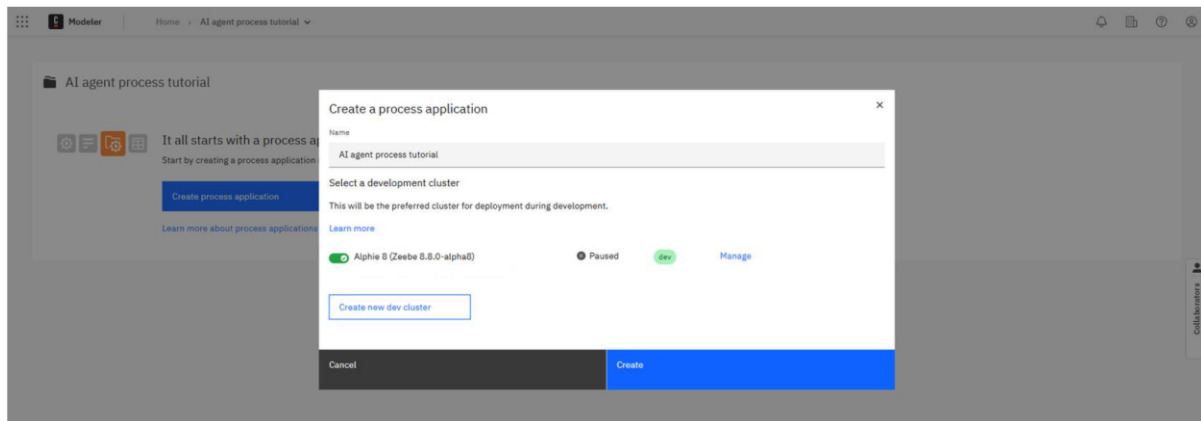 C Modeler Home > AI agent process tutorial
AI agent process tutorial
It all starts with a process ap
Start by creating a process application
Create process application
Learn more about process applications
Create a process application
Name
AI agent process tutorial
Select a development cluster
This will be the preferred cluster for deployment during development.
Learn more
Alphie 8 (Zeebe 8.8.0-alpha8) Paused dev Manage
Create new dev cluster
Cancel Create
Collaborators